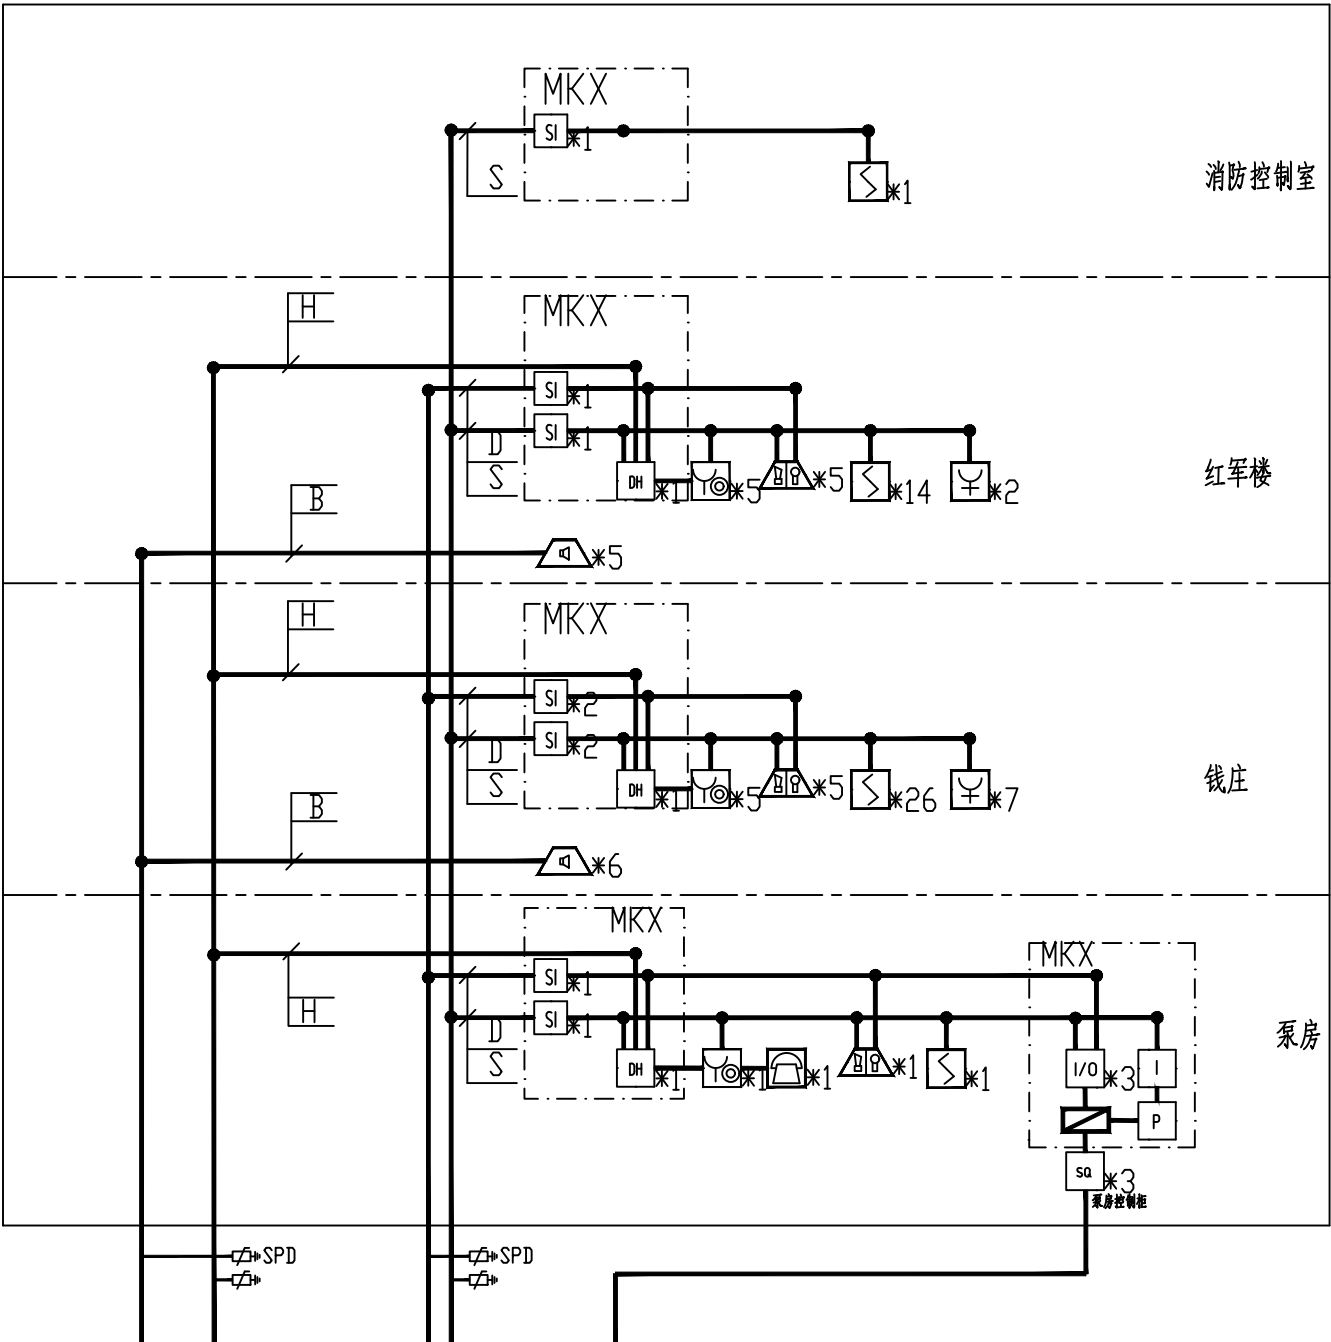 MKX
SI *1
S
*1
消防控制室
H
MKX
SI *1
SI *1
D
S
DH *1 *5 *5 *14 *2
红军楼
B
*5
H
MKX
SI *2
SI *2
D
S
DH *1 *5 *5 *26 *7
钱庄
B
*6
MKX
MKX
SI *1
H
SI *1
D
S
DH *1 *1 *1 *1 *1 I/O *3 I
泵房
P
SQ *3
泵房控制柜
SPD SPD